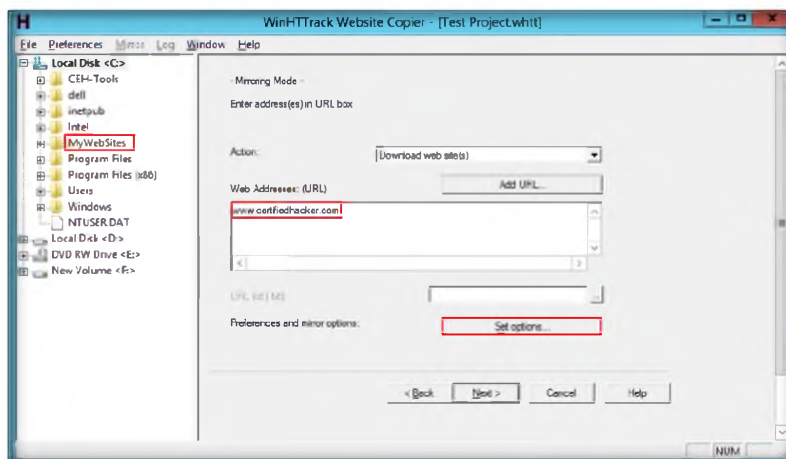 H
WinHTTrack Website Copier - [Test Project.whtt]
File Preferences Mirror Log Window Help
Local Disk <C:>
CEH-Tools
dell
inetpub
Intel
MyWebSites
Program Files
Program Files (x86)
Users
Windows
NTUSER.DAT
Local Disk <D:>
DVD RW Drive <E:>
New Volume <F:>
- Mirroring Mode -
Enter address(es) in URL box
Action:
Download web site(s)
Web Addresses: (URL)
Add URL...
www.certifiedhacker.com
URL list (.txt)
..
Preferences and mirror options:
Set options...
< Back
Next >
Cancel
Help
NUM